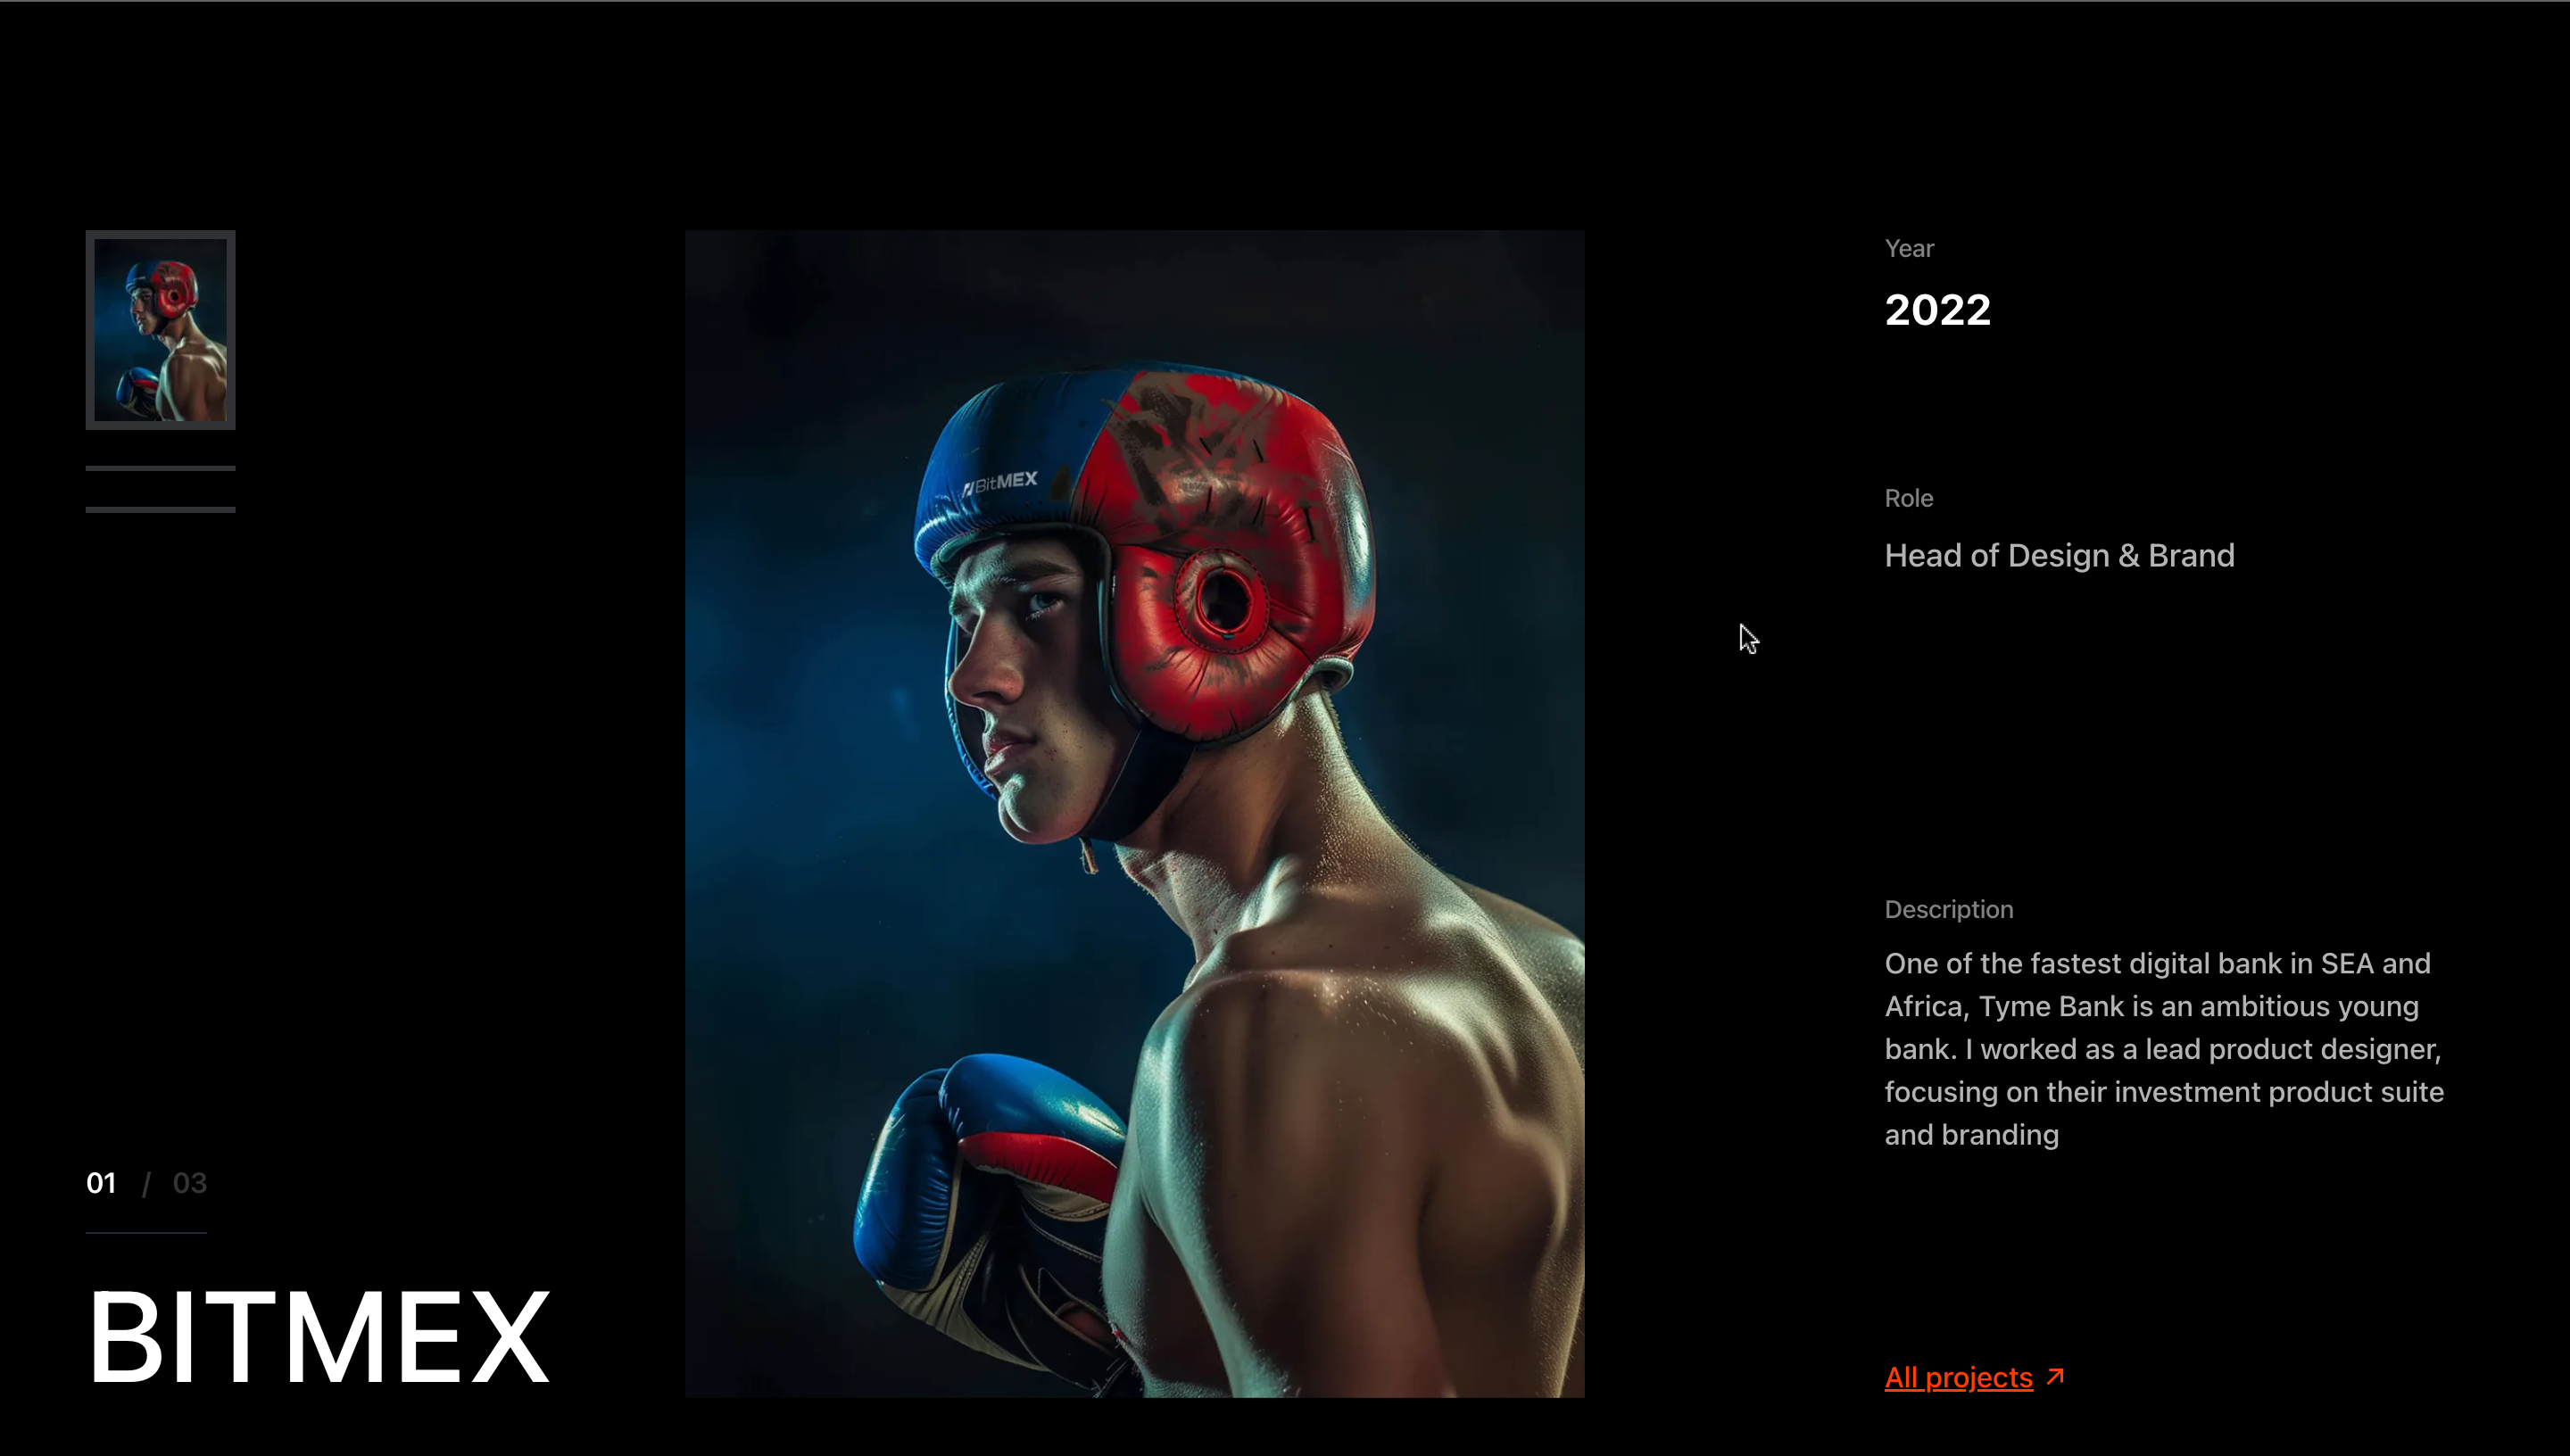 Year
2022
BitMEX
Role
Head of Design & Brand
Description
One of the fastest digital bank in SEA and
Africa, Tyme Bank is an ambitious young
bank. I worked as a lead product designer,
focusing on their investment product suite
and branding
01 / 03
BITMEX
All projects ↗